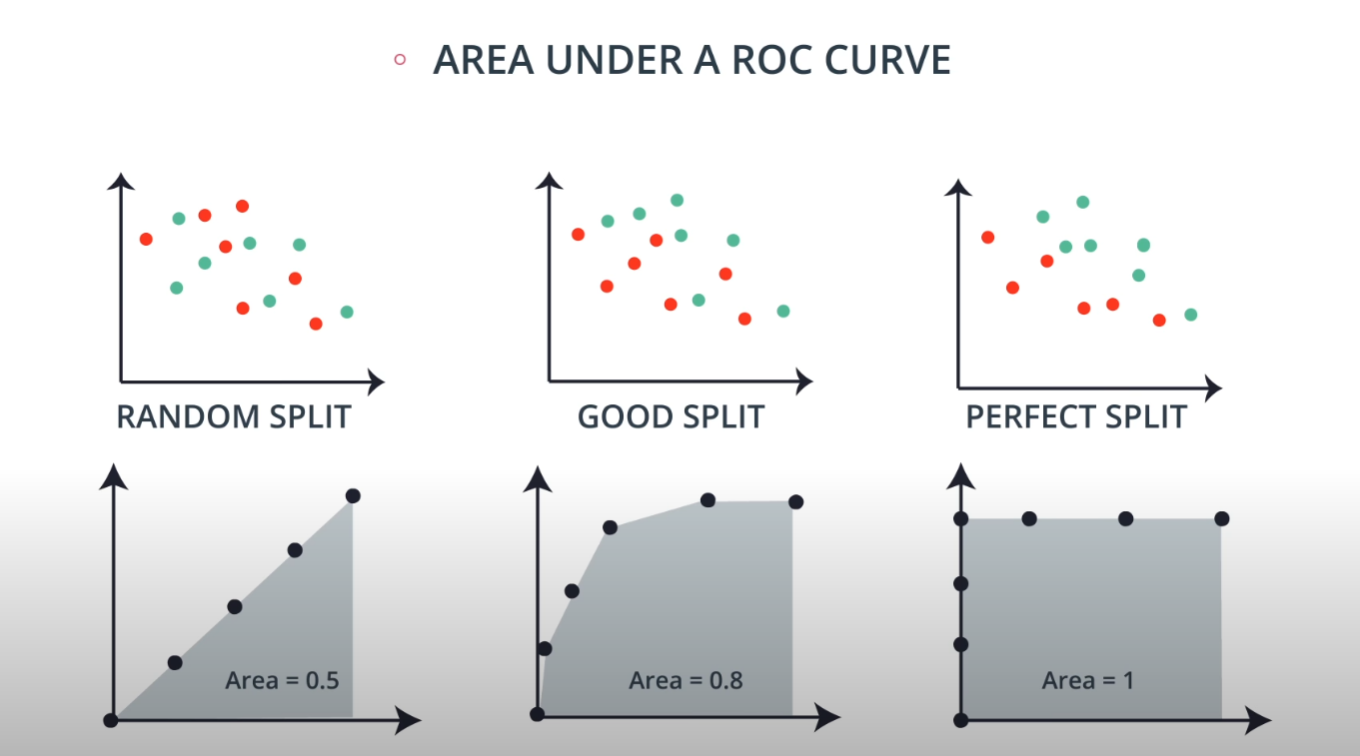 AREA UNDER A ROC CURVE
RANDOM SPLIT
GOOD SPLIT
PERFECT SPLIT
Area = 0.5
Area = 0.8
Area = 1